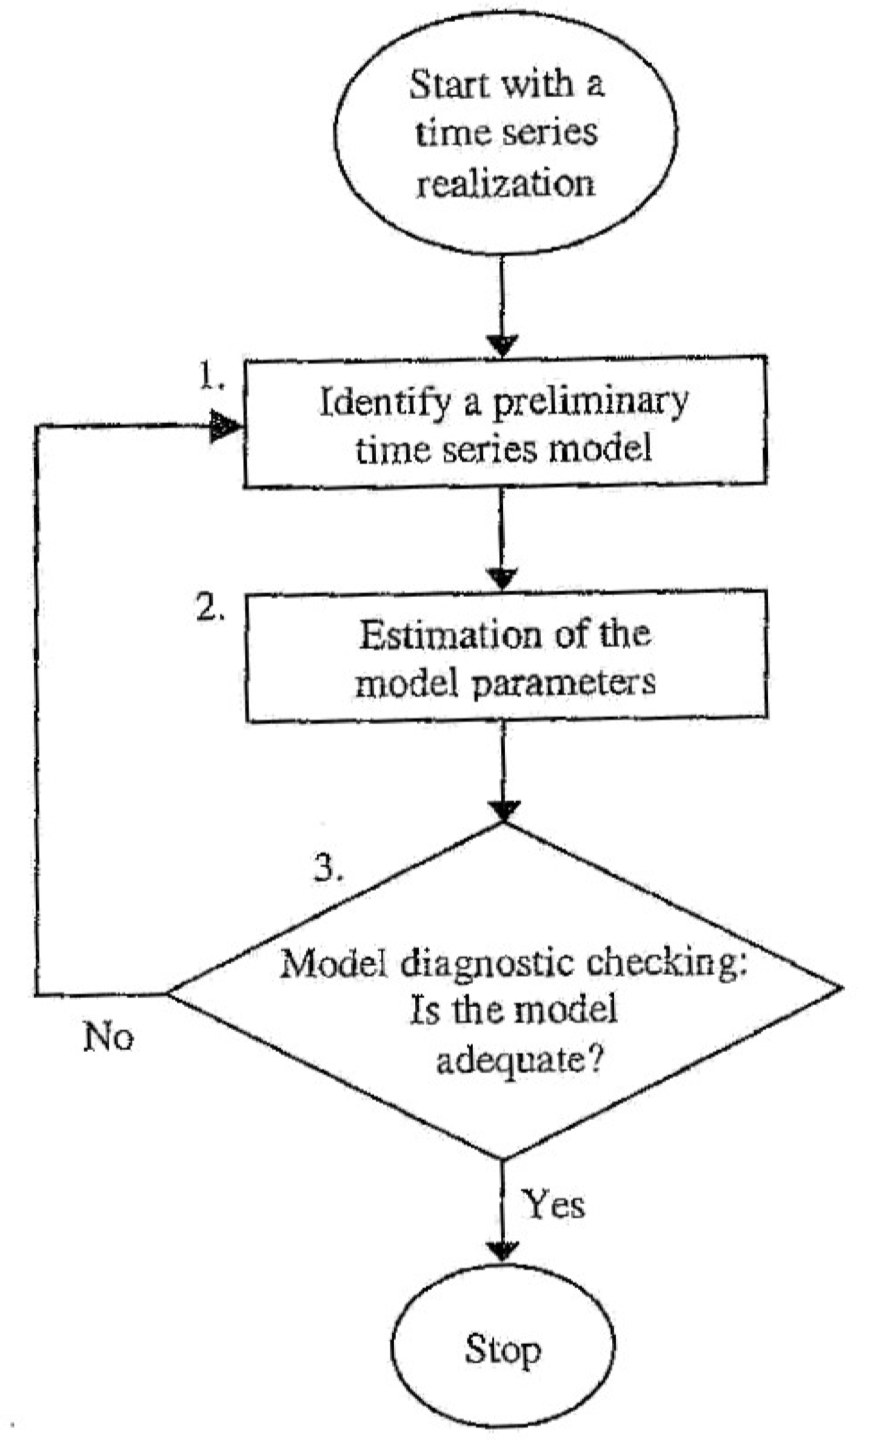 Start with a
time series
realization
1.
Identify a preliminary
time series model
2.
Estimation of the
model parameters
3.
Model diagnostic checking:
Is the model
adequate?
No
Yes
Stop